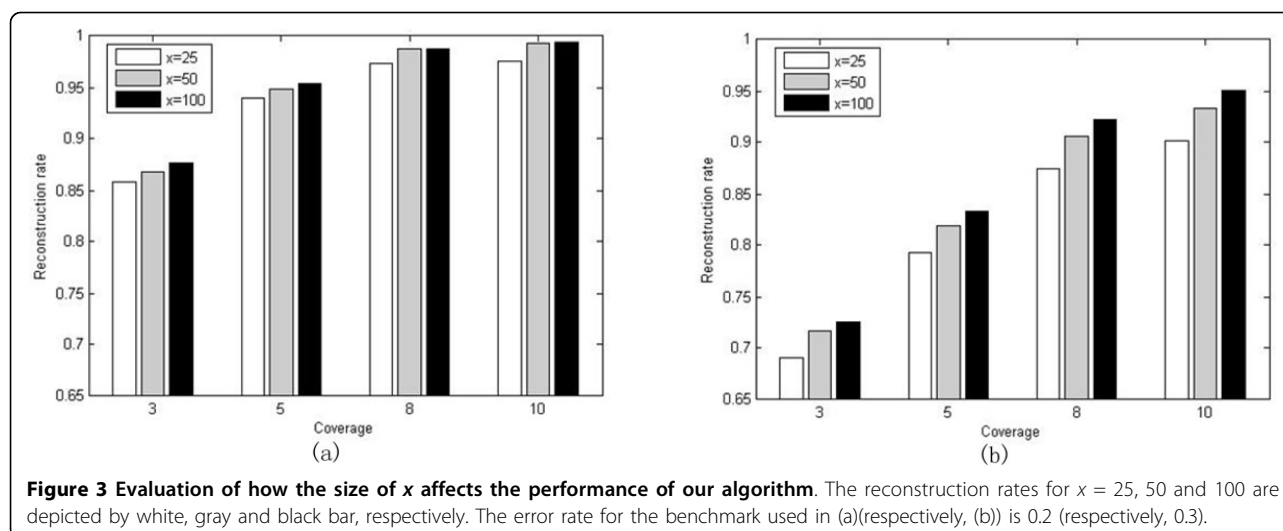 1
0.95
0.9
0.85
0.8
0.75
0.7
0.65
Reconstruction rate
x=25
x=50
x=100
3
5
8
10
Coverage
(a)
1
0.95
0.9
0.85
0.8
0.75
0.7
0.65
Reconstruction rate
x=25
x=50
x=100
3
5
8
10
Coverage
(b)
Figure 3 Evaluation of how the size of x affects the performance of our algorithm. The reconstruction rates for x = 25, 50 and 100 are
depicted by white, gray and black bar, respectively. The error rate for the benchmark used in (a)(respectively, (b)) is 0.2 (respectively, 0.3).